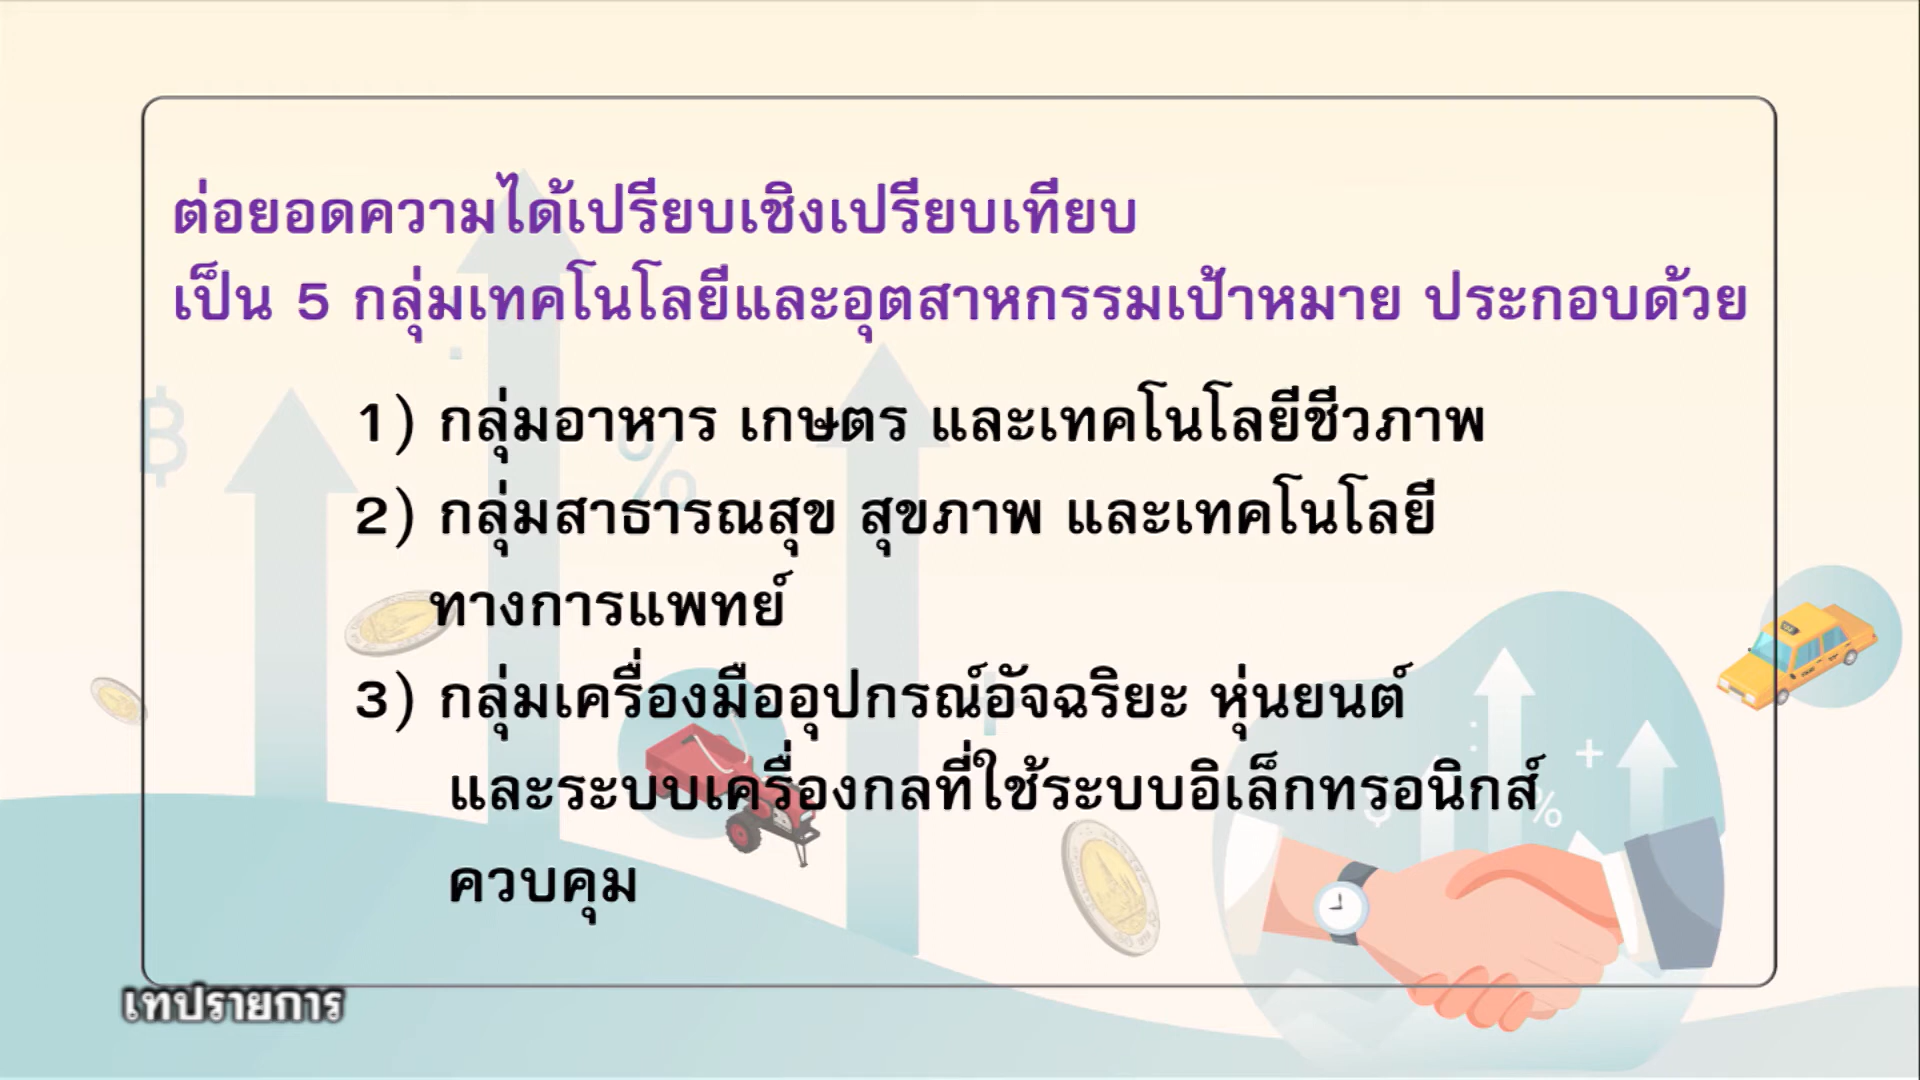 ต่อยอดความได้เปรียบเชิงเปรียบเทียบ
เป็น 5 กลุ่มเทคโนโลยีและอุตสาหกรรมเป้าหมาย ประกอบด้วย
1) กลุ่มอาหาร เกษตร และเทคโนโลยีชีวภาพ
2) กลุ่มสาธารณสุข สุขภาพ และเทคโนโลยี
ทางการแพทย์
3) กลุ่มเครื่องมืออุปกรณ์อัจฉริยะ หุ่นยนต์
และระบบเครื่องกลที่ใช้ระบบอิเล็กทรอนิกส์
ควบคุม
เทปรายการ